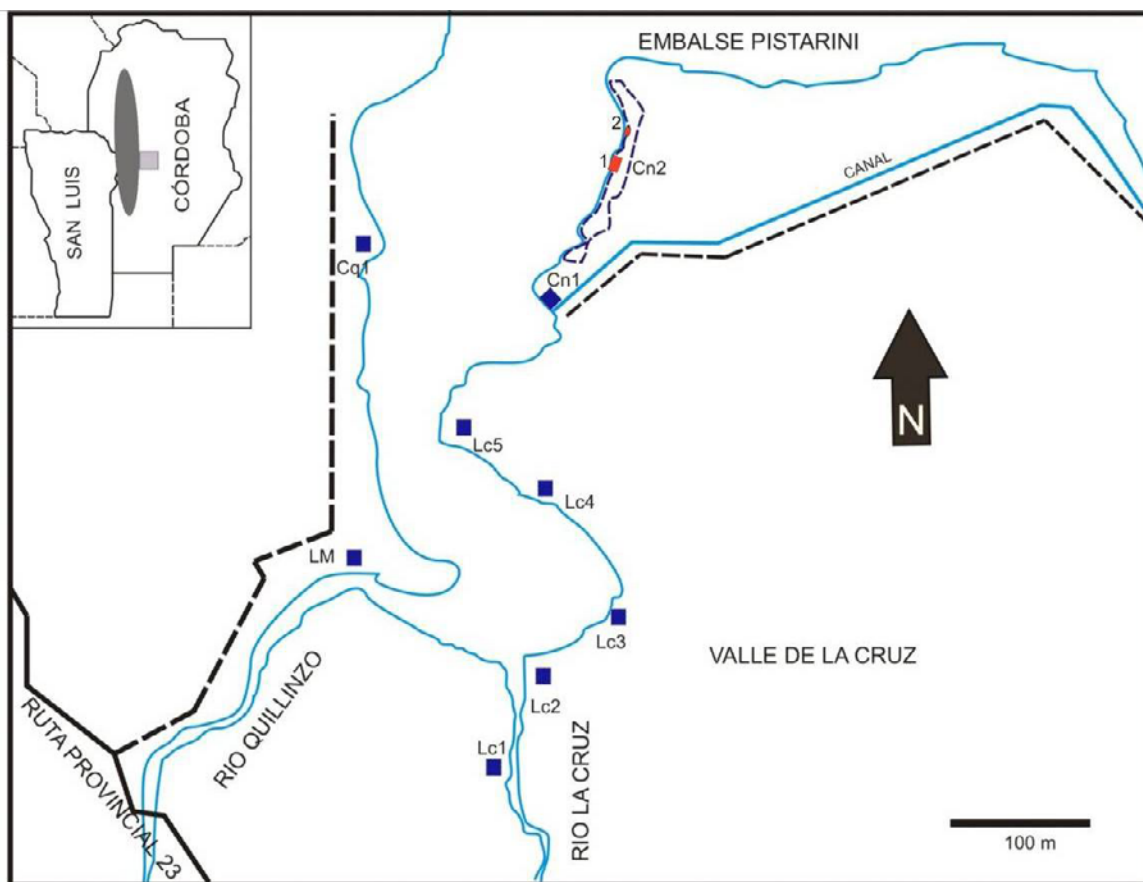 EMBALSE PISTARINI
SAN LUIS
CÓRDOBA
2
1
Cn2
CANAL
Cq1
Cn1
N
Lc5
Lc4
LM
Lc3
VALLE DE LA CRUZ
Lc2
RIO QUILLINZO
RUTA PROVINCIAL 23
Lc1
RIO LA CRUZ
100 m